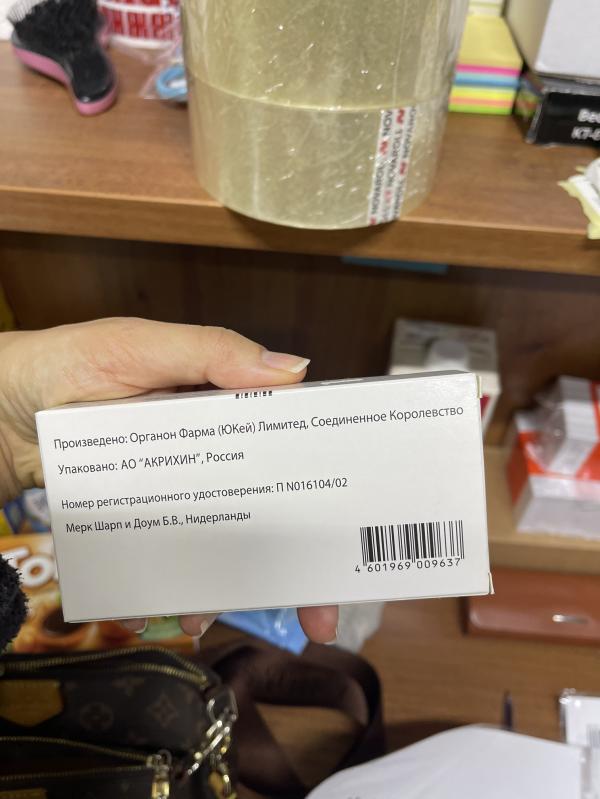 NOVAROLL
Произведено: Органон Фарма (ЮКей) Лимитед, Соединенное Королевство
Упаковано: АО "АКРИХИН", Россия
Номер регистрационного удостоверения: П N016104/02
Мерк Шарп и Доум Б.В., Нидерланды
4 601969 009637